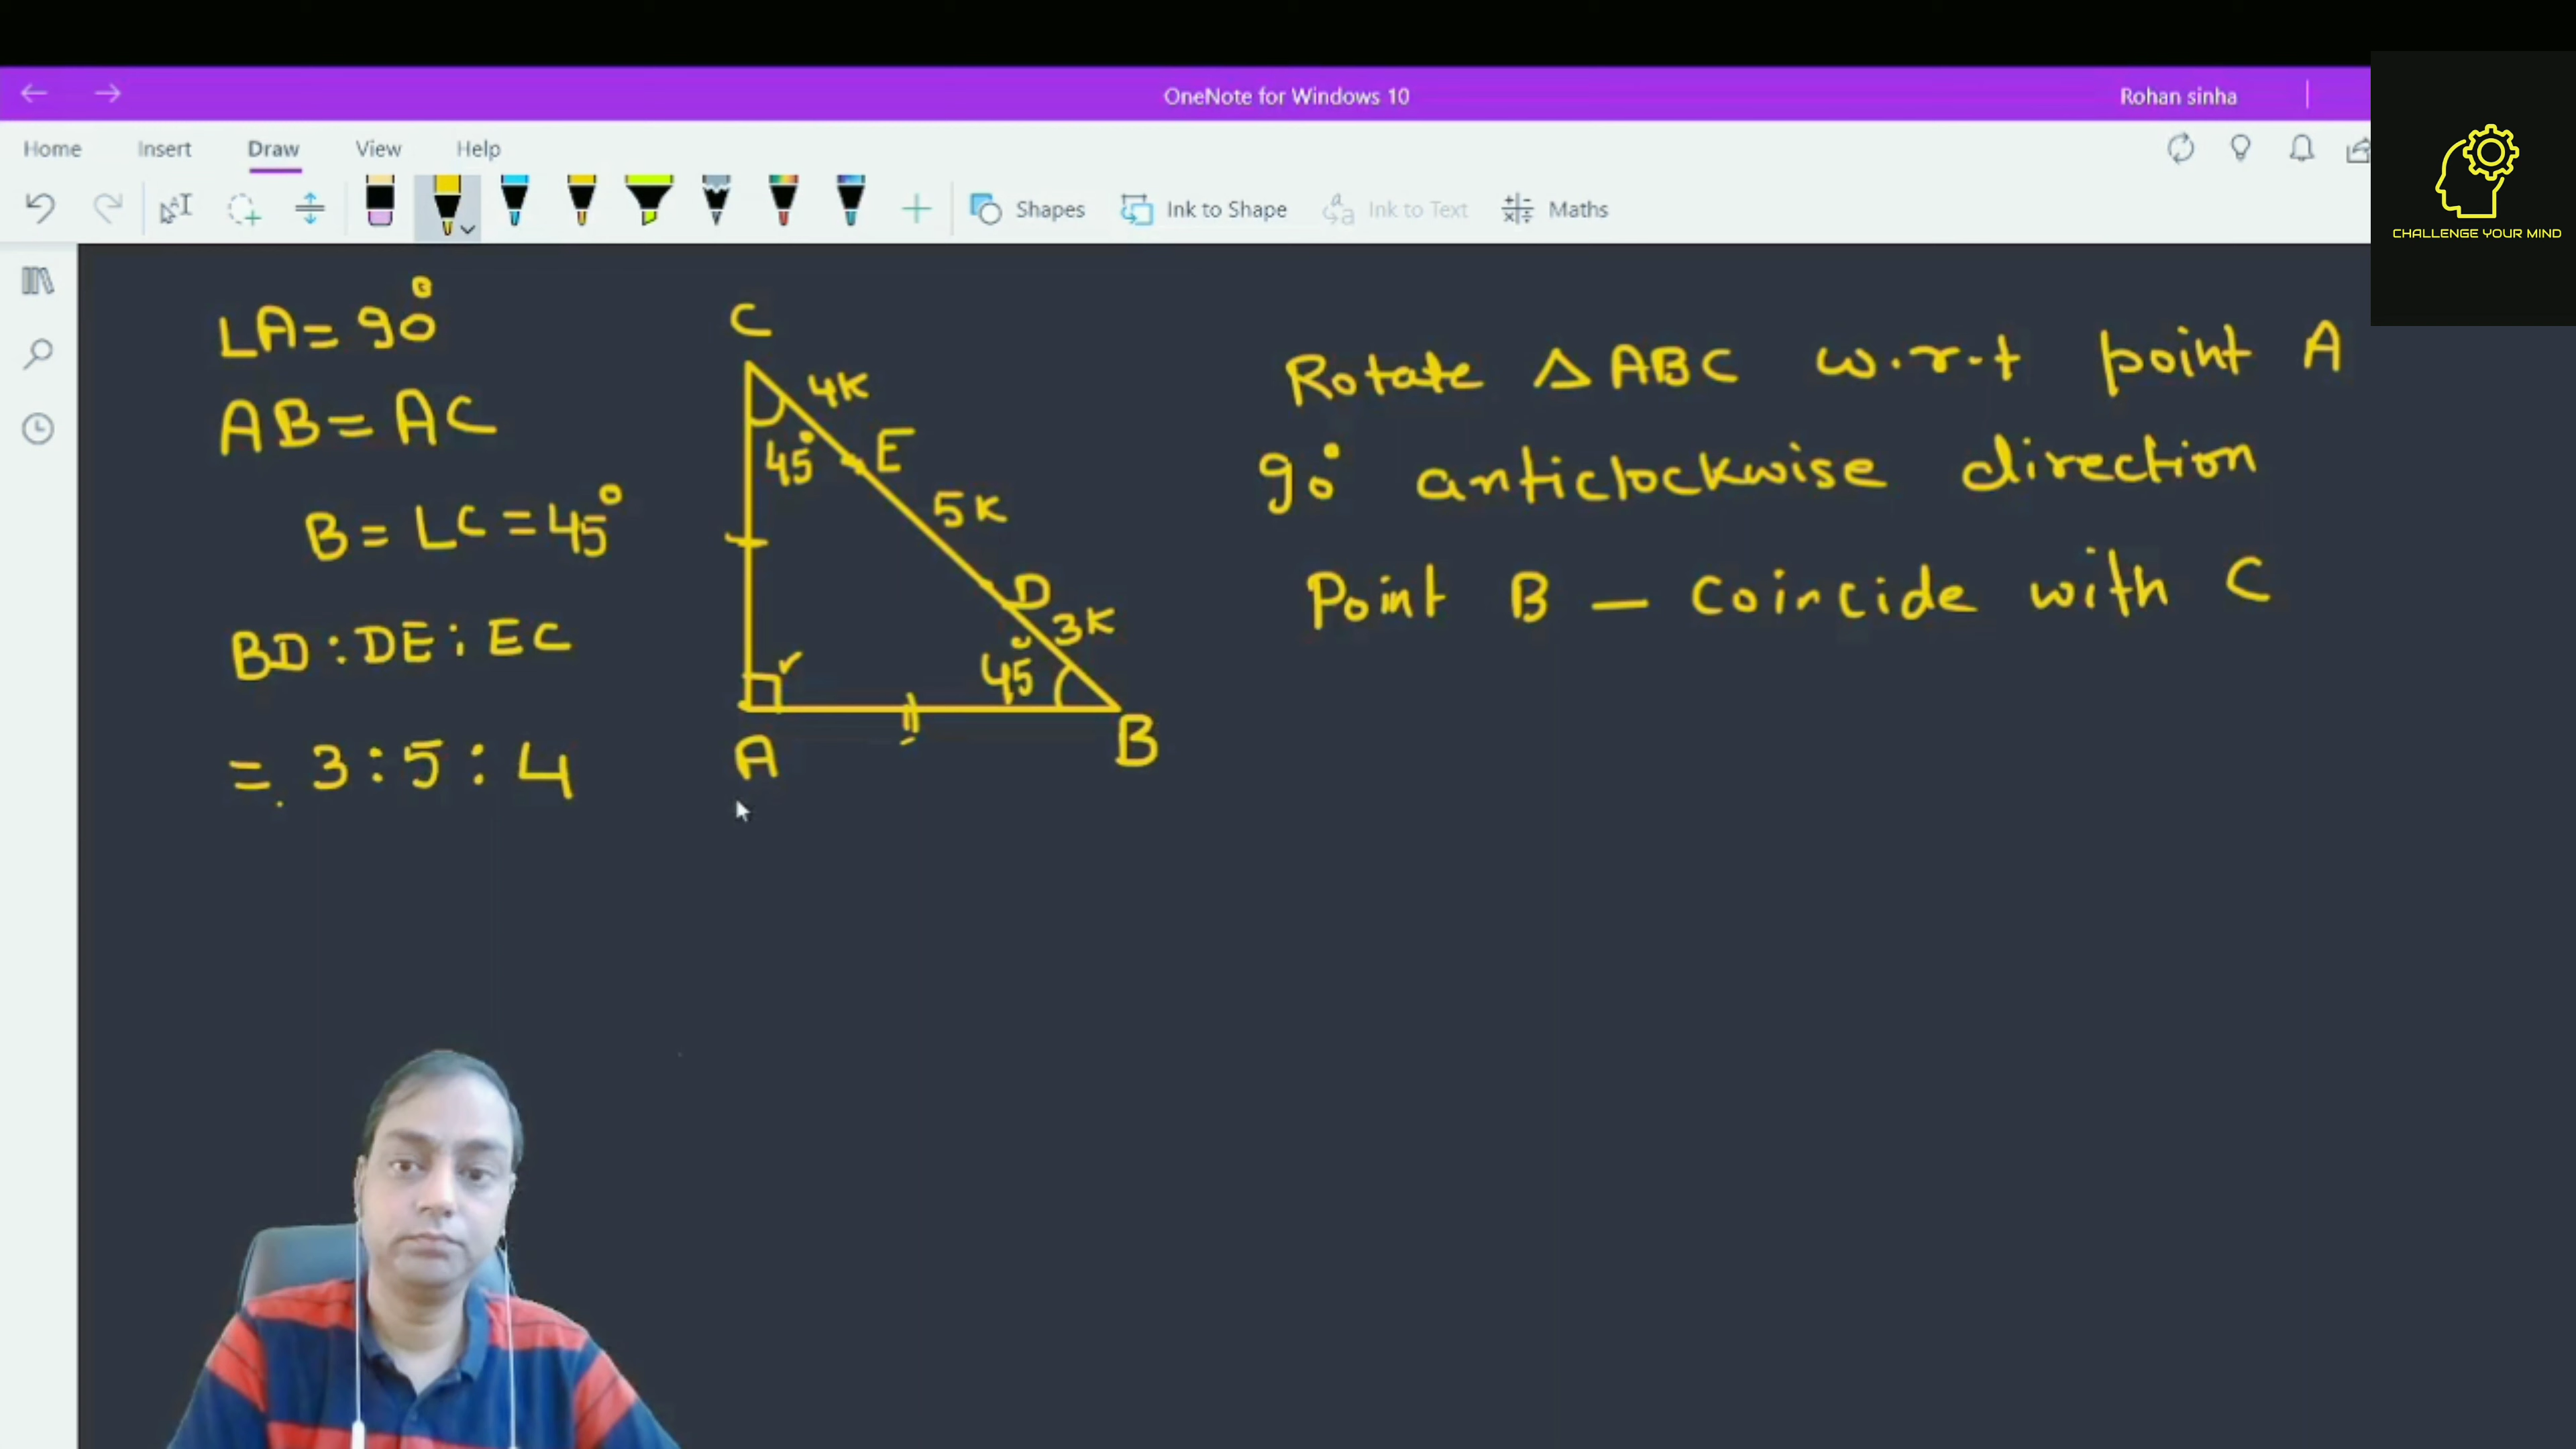 OneNote for Windows 10
Rohan sinha
Home Insert Draw View Help
Shapes Ink to Shape Ink to Text Maths
CHALLENGE YOUR MIND
LA = 90°
AB = AC
B = LC = 45°
BD : DE : EC
= 3 : 5 : 4
C
4K
45°
E
5K
D
3K
45°
A
B
Rotate △ ABC w.r.t point A
90° anticlockwise direction
Point B — Coincide with C